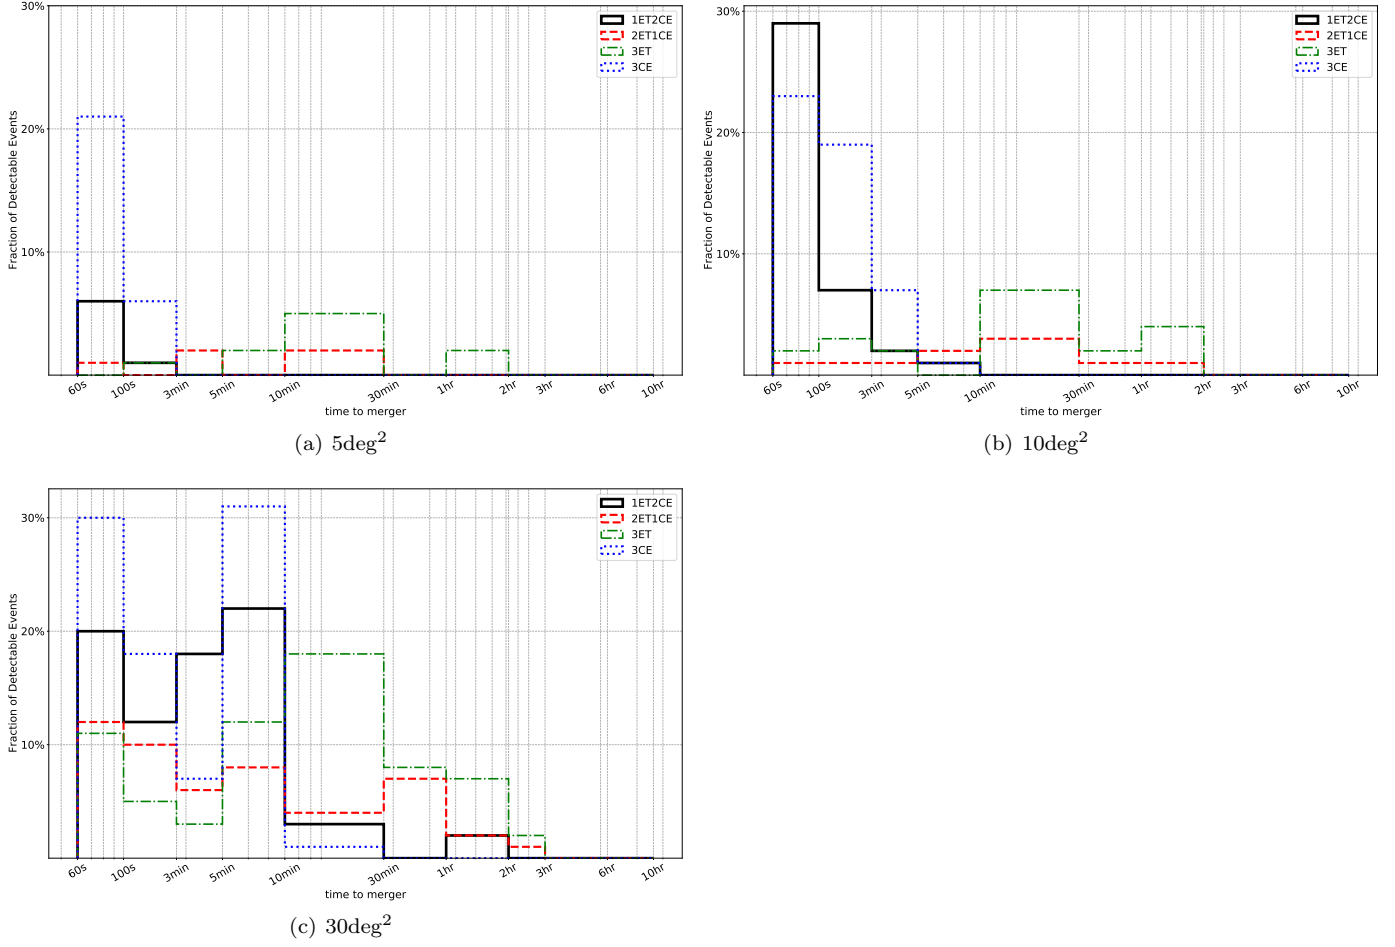 30%
20%
10%
Fraction of Detectable Events
1ET2CE
2ET1CE
3ET
3CE
60s 100s 3min 5min 10min 30min 1hr 2hr 3hr 6hr 10hr
time to merger
(a) 5deg²
30%
20%
10%
Fraction of Detectable Events
1ET2CE
2ET1CE
3ET
3CE
60s 100s 3min 5min 10min 30min 1hr 2hr 3hr 6hr 10hr
time to merger
(b) 10deg²
30%
20%
10%
Fraction of Detectable Events
1ET2CE
2ET1CE
3ET
3CE
60s 100s 3min 5min 10min 30min 1hr 2hr 3hr 6hr 10hr
time to merger
(c) 30deg²